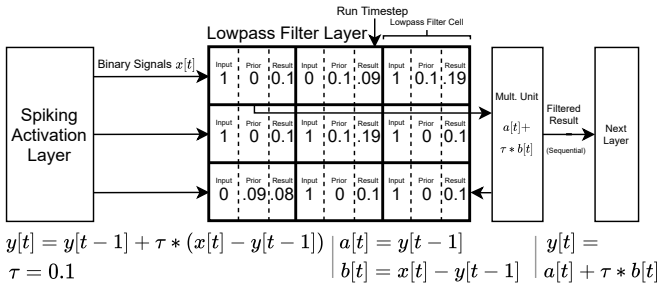 Run Timestep
Lowpass Filter Layer
Lowpass Filter Cell
Binary Signals x[t]
Input Prior Result Input Prior Result Input Prior Result
1 0 0.1 0 0.1 .09 1 0.1 .19
Spiking
Activation
Layer
Input Prior Result Input Prior Result Input Prior Result
1 0 0.1 1 0.1 .19 1 0 0.1
Input Prior Result Input Prior Result Input Prior Result
0 .09 .08 1 0 0.1 1 0 0.1
Mult. Unit
a[t]+
τ * b[t]
Filtered
Result
(Sequential)
Next
Layer
y[t] = y[t − 1] + τ * (x[t] − y[t − 1])
τ = 0.1
a[t] = y[t − 1]
b[t] = x[t] − y[t − 1]
y[t] =
a[t] + τ * b[t]